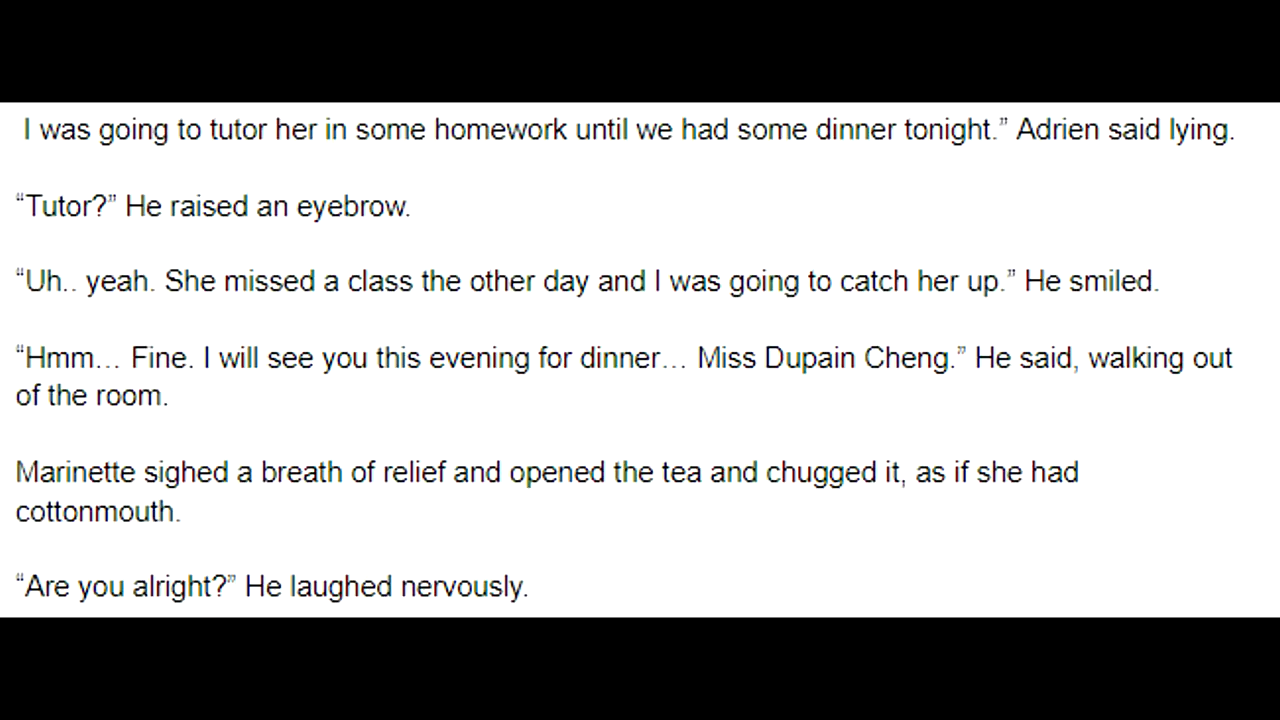 I was going to tutor her in some homework until we had some dinner tonight.” Adrien said lying.
“Tutor?” He raised an eyebrow.
“Uh.. yeah. She missed a class the other day and I was going to catch her up.” He smiled.
“Hmm… Fine. I will see you this evening for dinner… Miss Dupain Cheng.” He said, walking out
of the room.
Marinette sighed a breath of relief and opened the tea and chugged it, as if she had
cottonmouth.
“Are you alright?” He laughed nervously.